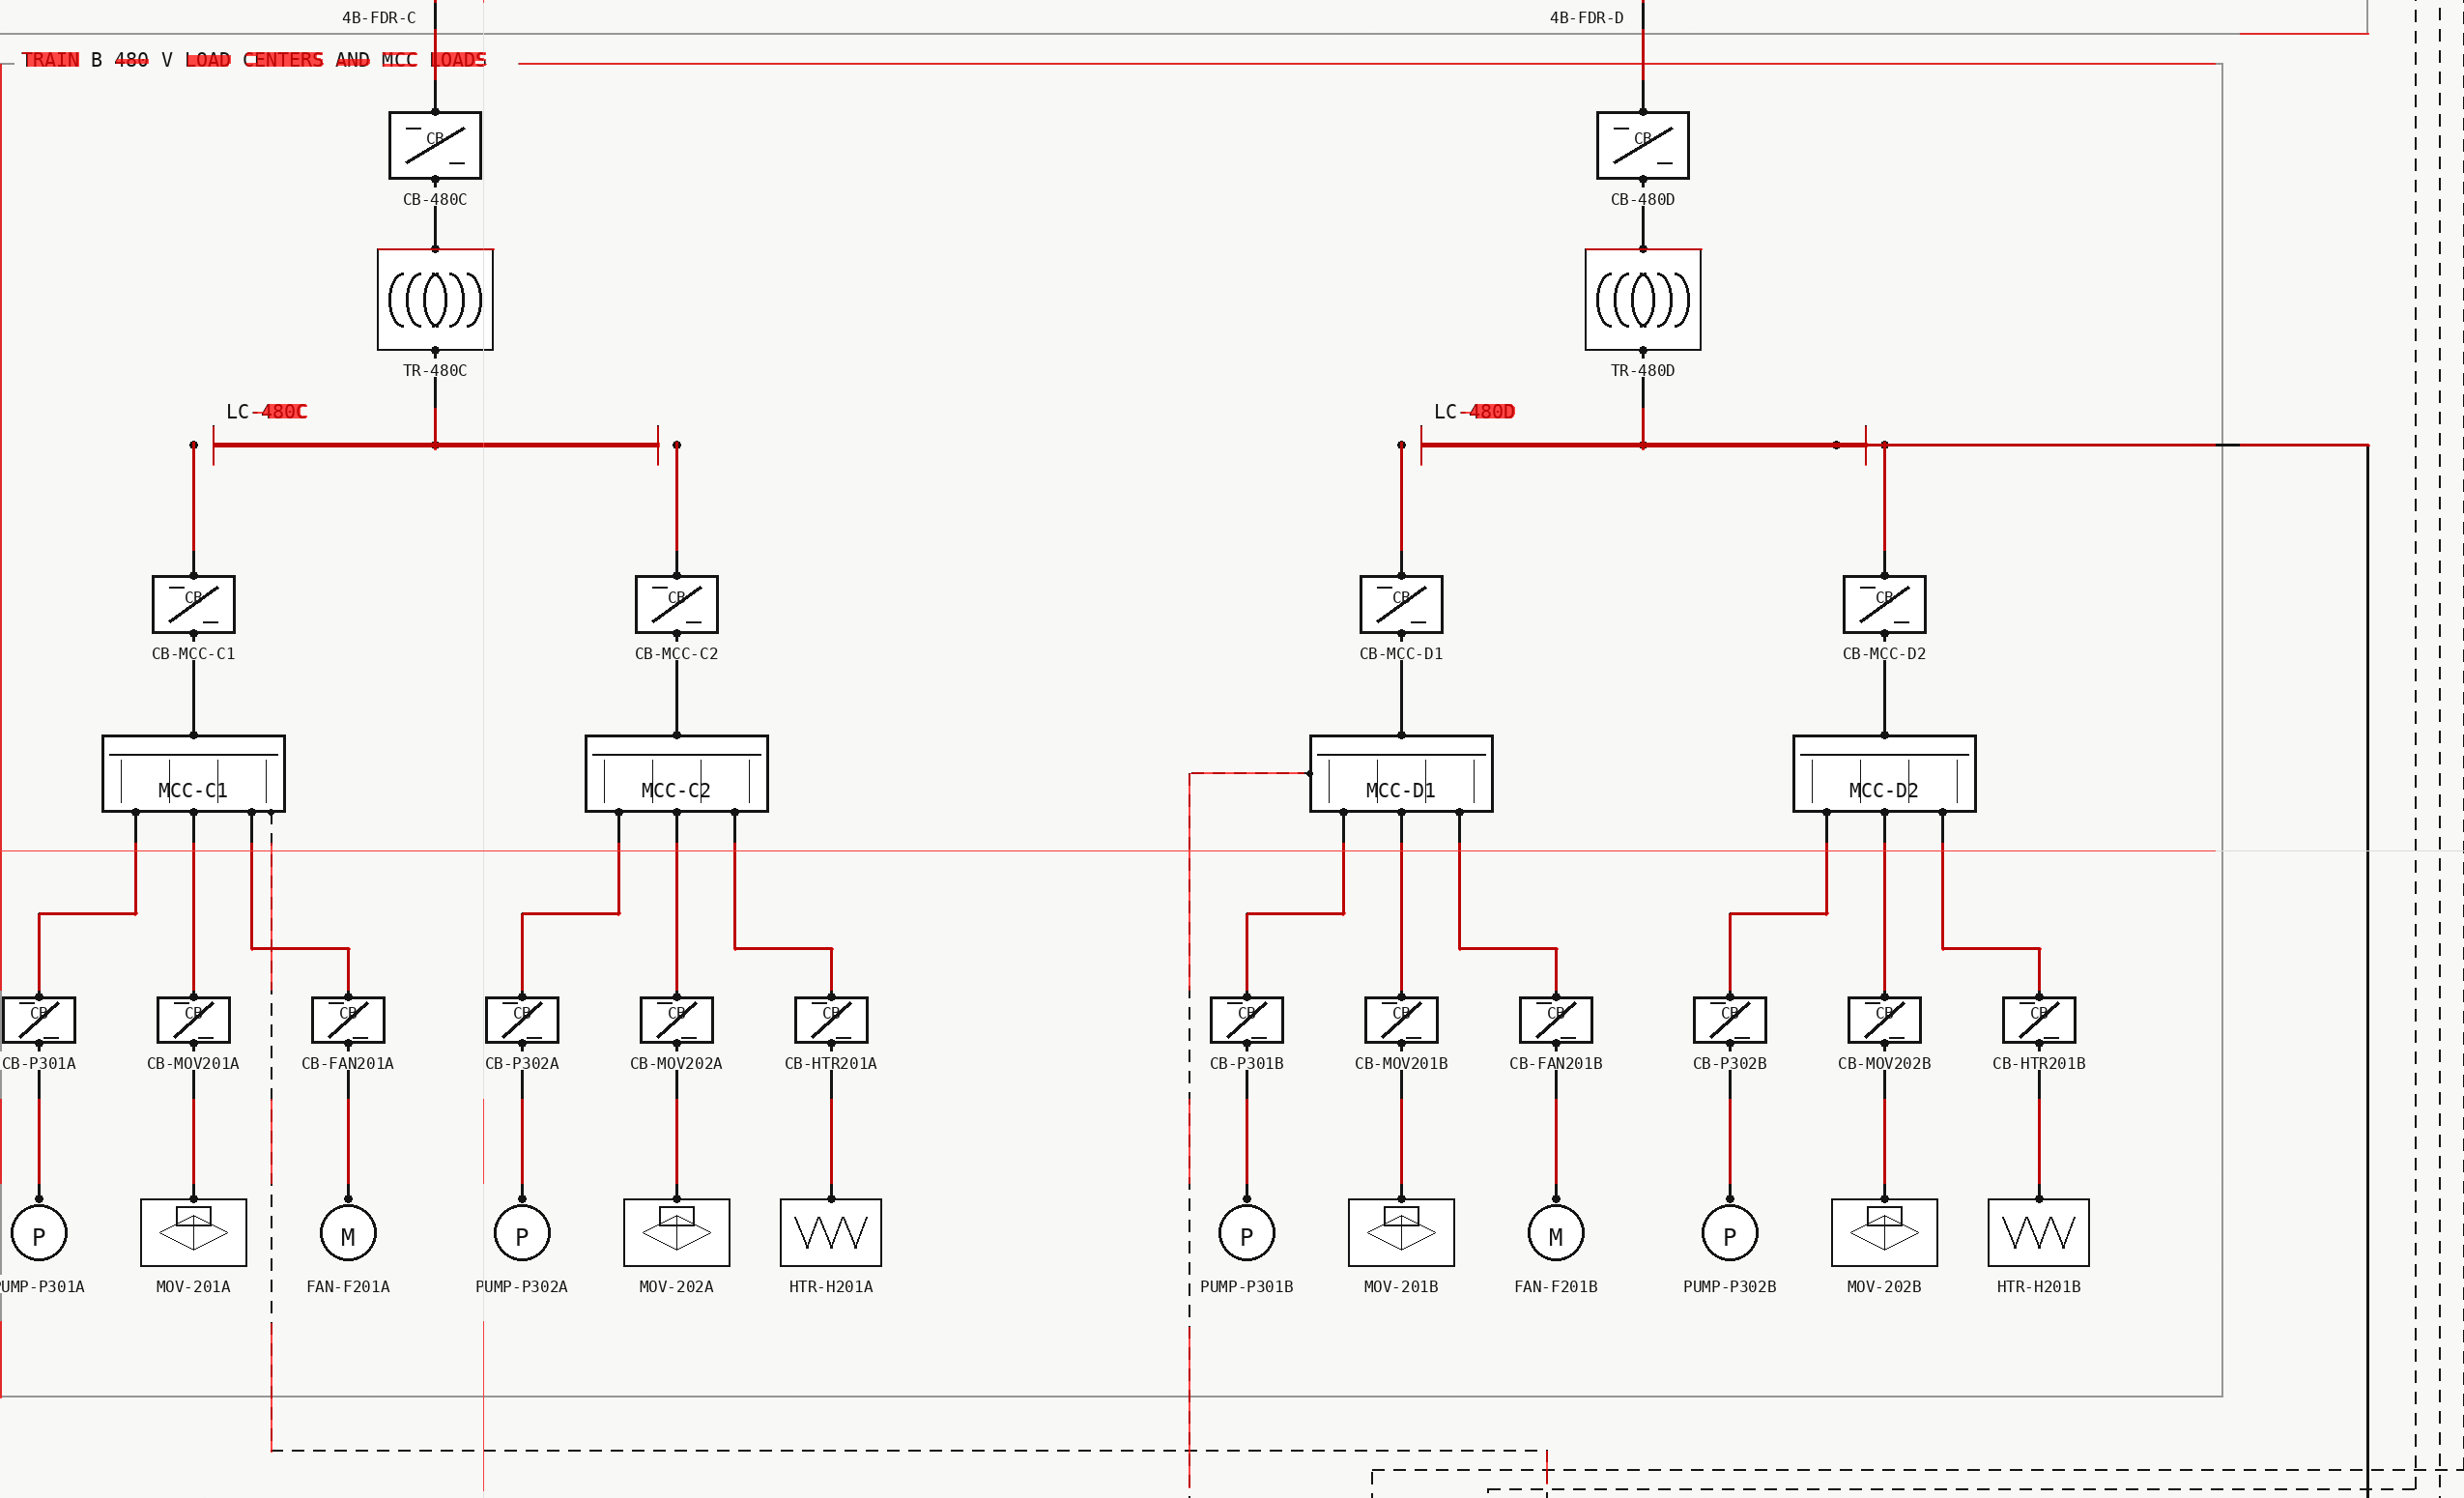 4B-FDR-C 4B-FDR-D
TRAIN B 480 V LOAD CENTERS AND MCC LOADS
CB CB
CB-480C CB-480D
TR-480C TR-480D
LC-480C LC-480D
CB CB CB CB
CB-MCC-C1 CB-MCC-C2 CB-MCC-D1 CB-MCC-D2
MCC-C1 MCC-C2 MCC-D1 MCC-D2
CB CB CB CB CB CB CB CB CB CB CB CB
CB-P301A CB-MOV201A CB-FAN201A CB-P302A CB-MOV202A CB-HTR201A CB-P301B CB-MOV201B CB-FAN201B CB-P302B CB-MOV202B CB-HTR201B
P M P P M P
PUMP-P301A MOV-201A FAN-F201A PUMP-P302A MOV-202A HTR-H201A PUMP-P301B MOV-201B FAN-F201B PUMP-P302B MOV-202B HTR-H201B